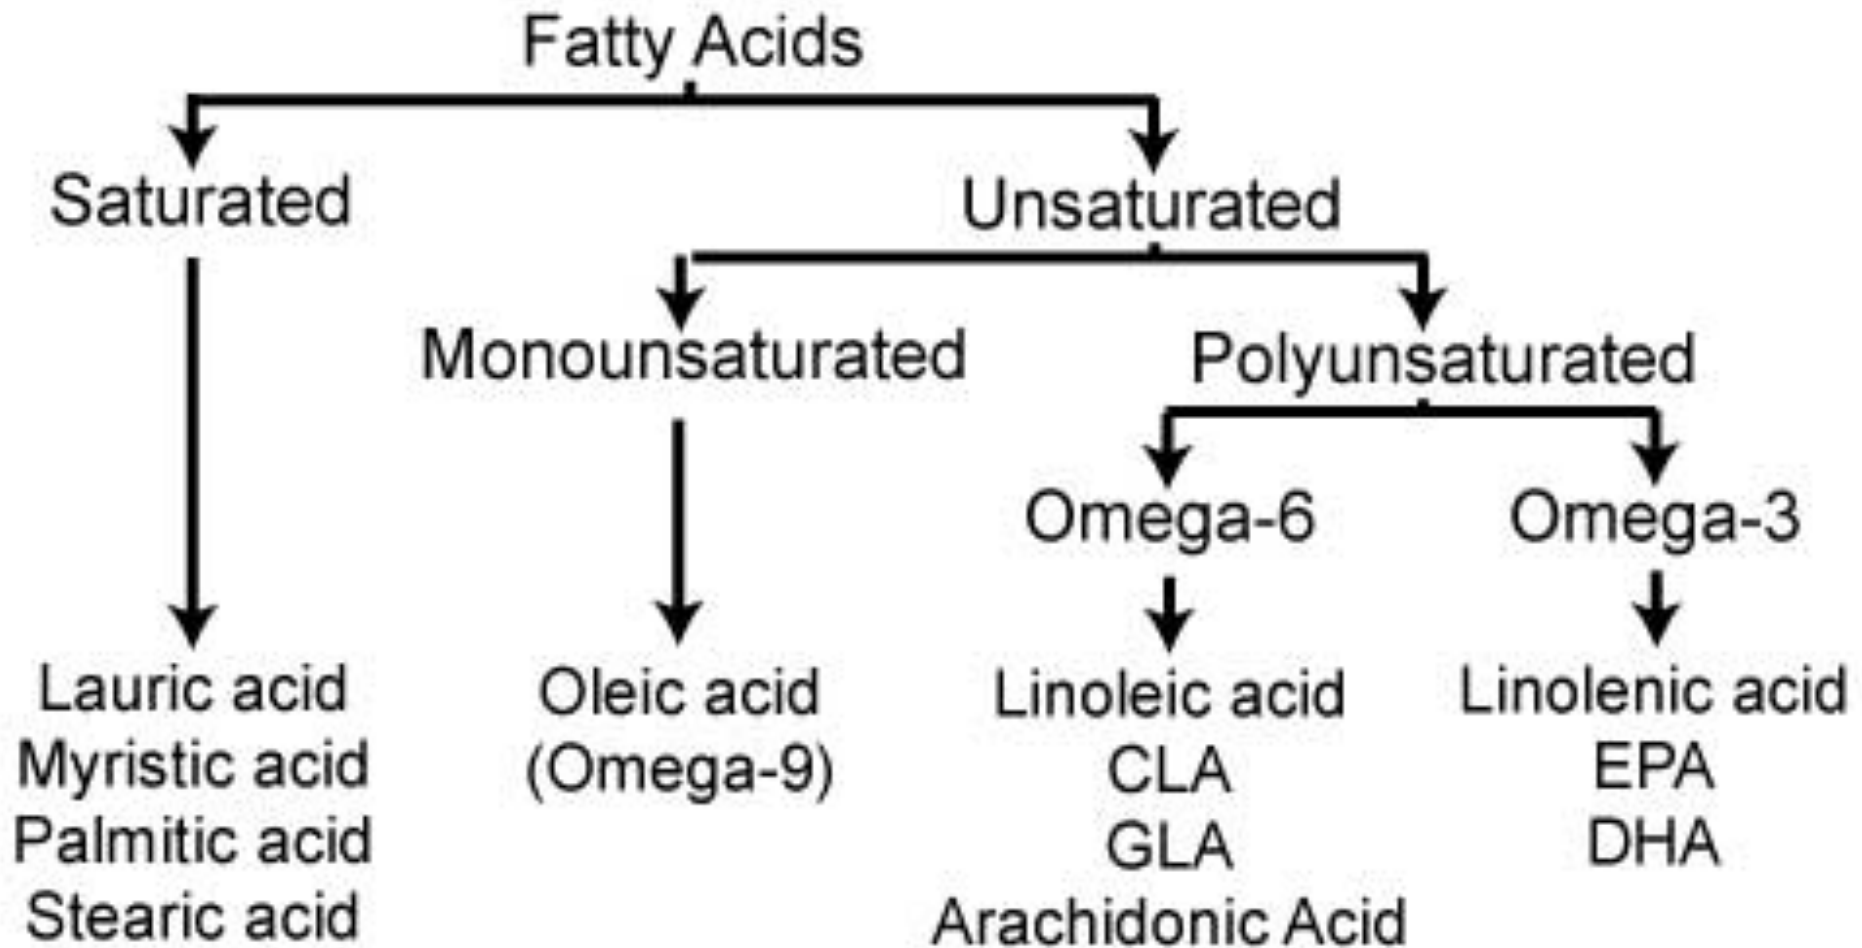 Fatty Acids
Saturated
Unsaturated
Monounsaturated
Polyunsaturated
Omega-6
Omega-3
Lauric acid
Myristic acid
Palmitic acid
Stearic acid
Oleic acid
(Omega-9)
Linoleic acid
CLA
GLA
Arachidonic Acid
Linolenic acid
EPA
DHA